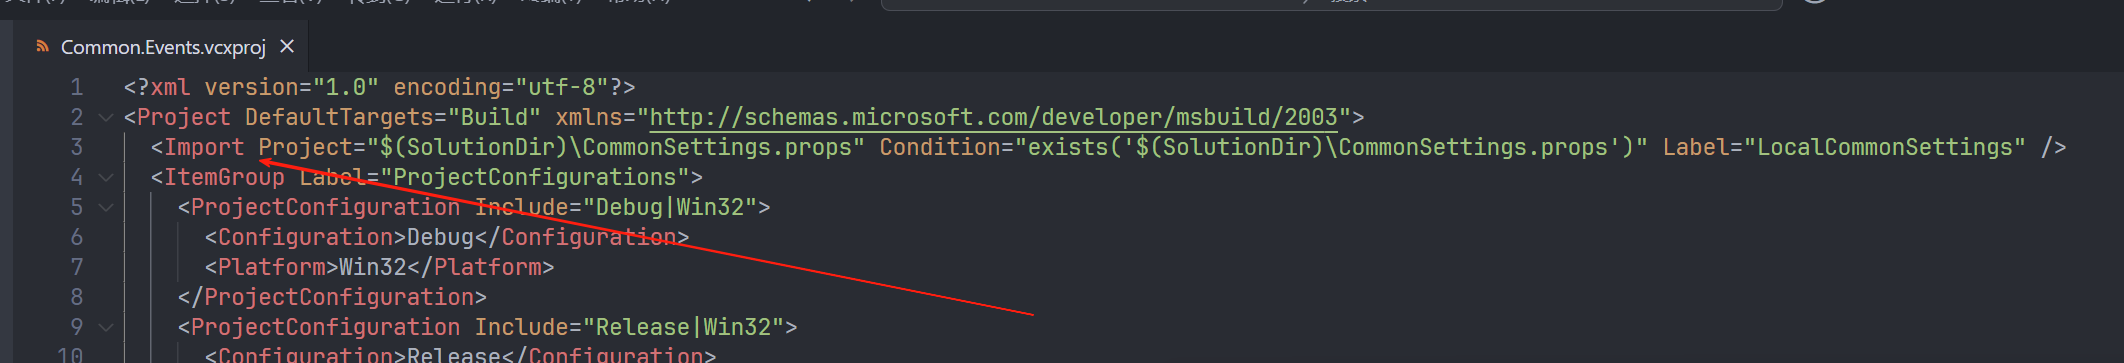 Common.Events.vcxproj
1 <?xml version="1.0" encoding="utf-8"?>
2 <Project DefaultTargets="Build" xmlns="http://schemas.microsoft.com/developer/msbuild/2003">
3 <Import Project="$(SolutionDir)\CommonSettings.props" Condition="exists('$(SolutionDir)\CommonSettings.props')" Label="LocalCommonSettings" />
4 <ItemGroup Label="ProjectConfigurations">
5 <ProjectConfiguration Include="Debug|Win32">
6 <Configuration>Debug</Configuration>
7 <Platform>Win32</Platform>
8 </ProjectConfiguration>
9 <ProjectConfiguration Include="Release|Win32">
10 <Configuration>Release</Configuration>